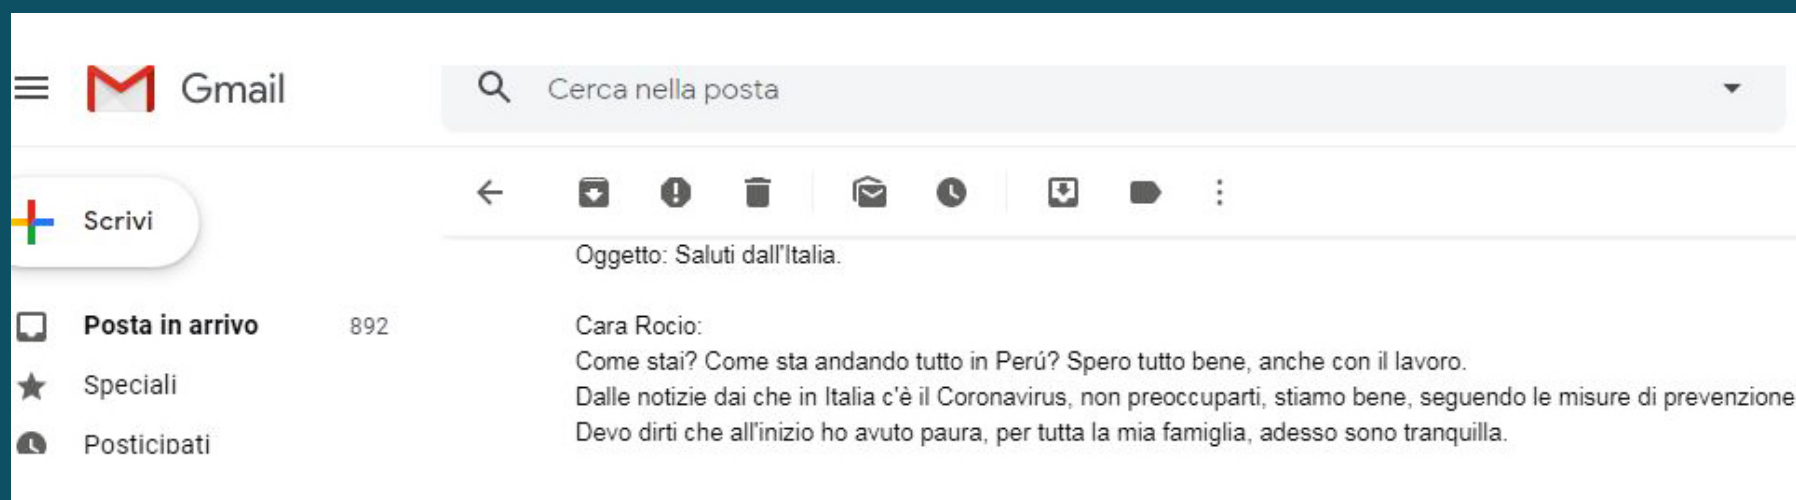 Gmail
Cerca nella posta
Scrivi
Oggetto: Saluti dall'Italia.
Posta in arrivo 892
Cara Rocio:
Come stai? Come sta andando tutto in Perú? Spero tutto bene, anche con il lavoro.
Speciali
Dalle notizie dai che in Italia c'è il Coronavirus, non preoccuparti, stiamo bene, seguendo le misure di prevenzione
Devo dirti che all'inizio ho avuto paura, per tutta la mia famiglia, adesso sono tranquilla.
Posticipati